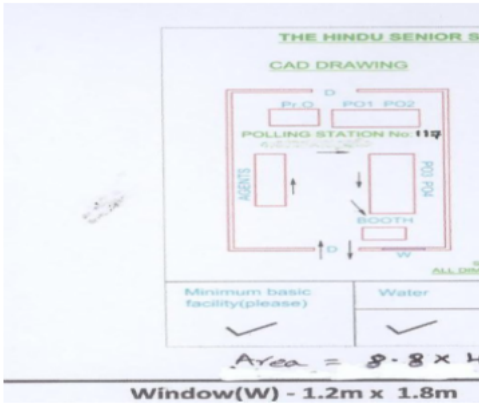 THE HINDU SENIOR S
CAD DRAWING
D
Pr.O PO1 PO2
POLLING STATION No: 117
AGENTS
PO3 PO4
BOOTH
D
W
ALL DIM
Minimum basic Water
facility(please)
Area = 8.8 x
Window(W) - 1.2m x 1.8m